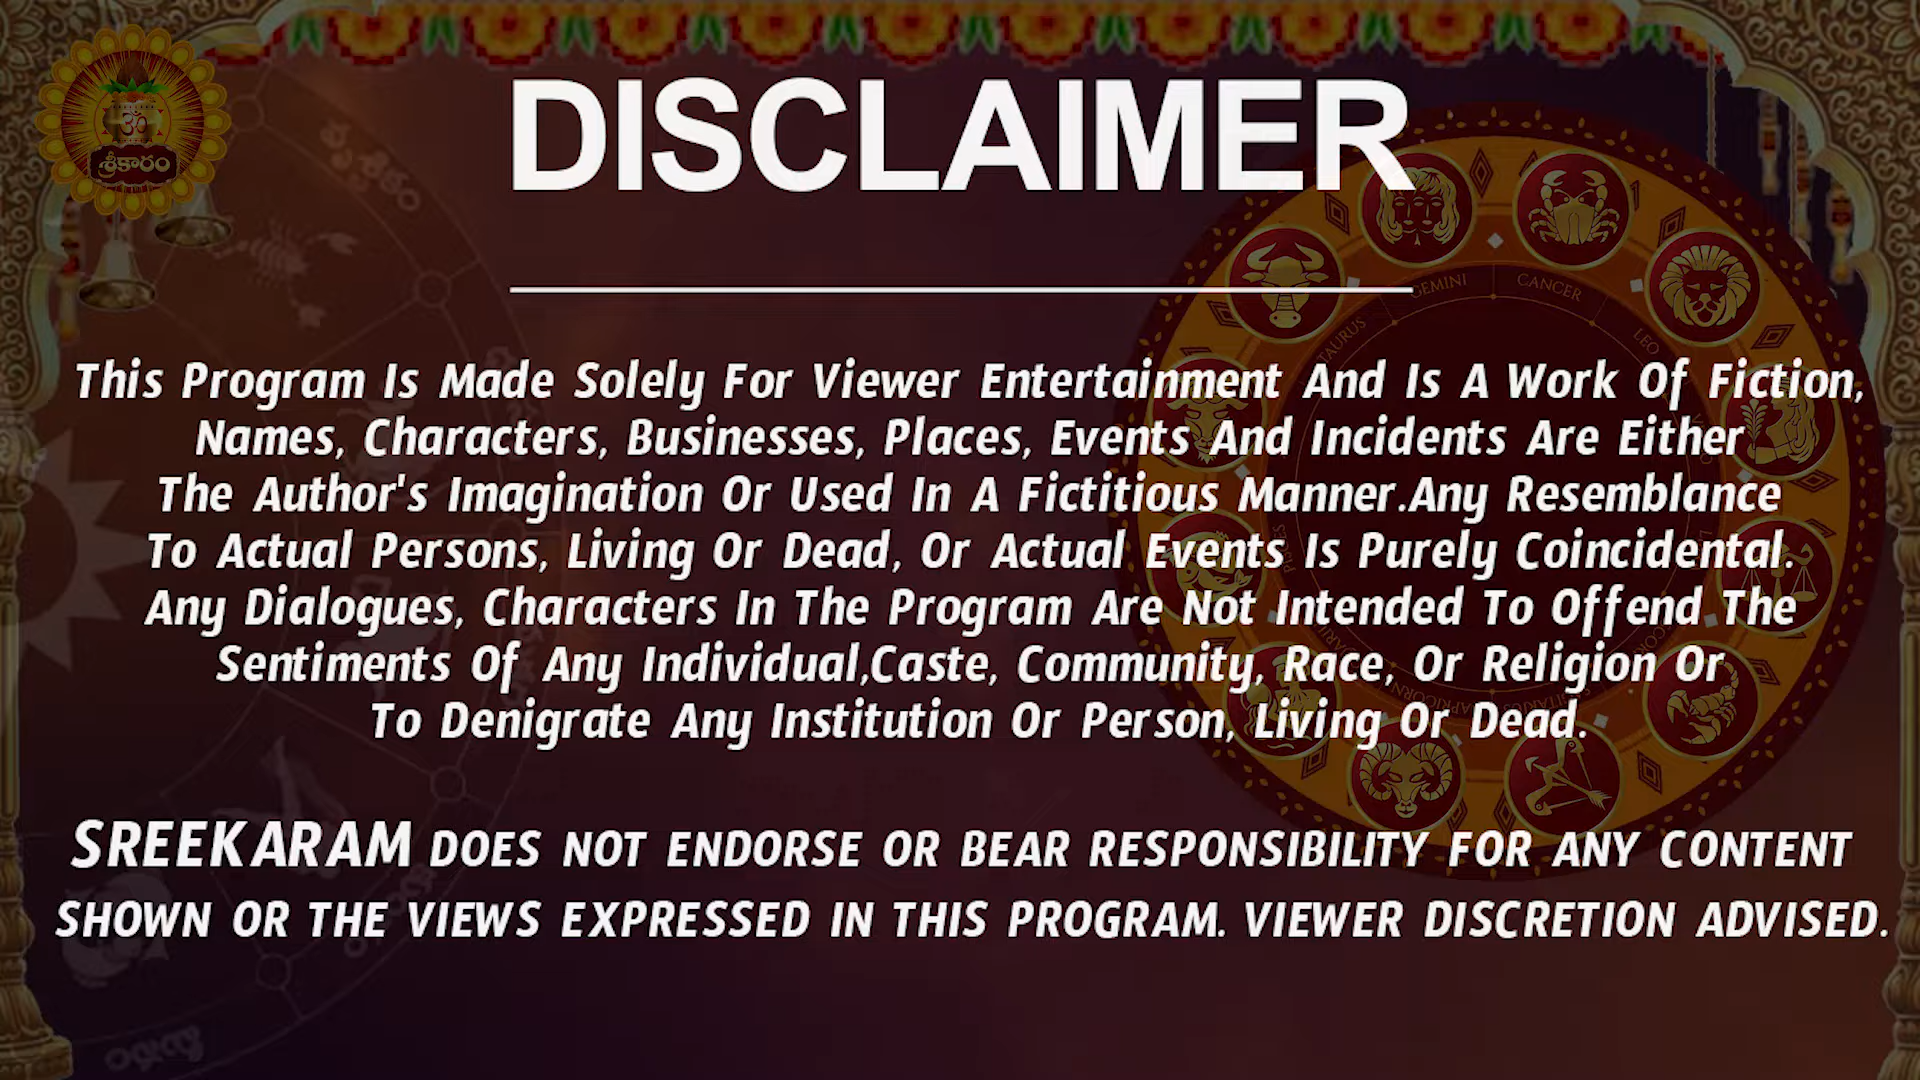 శ్రీకారం
DISCLAIMER
GEMINI
CANCER
TAURUS
LEO
This Program Is Made Solely For Viewer Entertainment And Is A Work Of Fiction,
Names, Characters, Businesses, Places, Events And Incidents Are Either
The Author's Imagination Or Used In A Fictitious Manner.Any Resemblance
To Actual Persons, Living Or Dead, Or Actual Events Is Purely Coincidental.
Any Dialogues, Characters In The Program Are Not Intended To Offend The
Sentiments Of Any Individual,Caste, Community, Race, Or Religion Or
To Denigrate Any Institution Or Person, Living Or Dead.
SREEKARAM DOES NOT ENDORSE OR BEAR RESPONSIBILITY FOR ANY CONTENT
SHOWN OR THE VIEWS EXPRESSED IN THIS PROGRAM. VIEWER DISCRETION ADVISED.